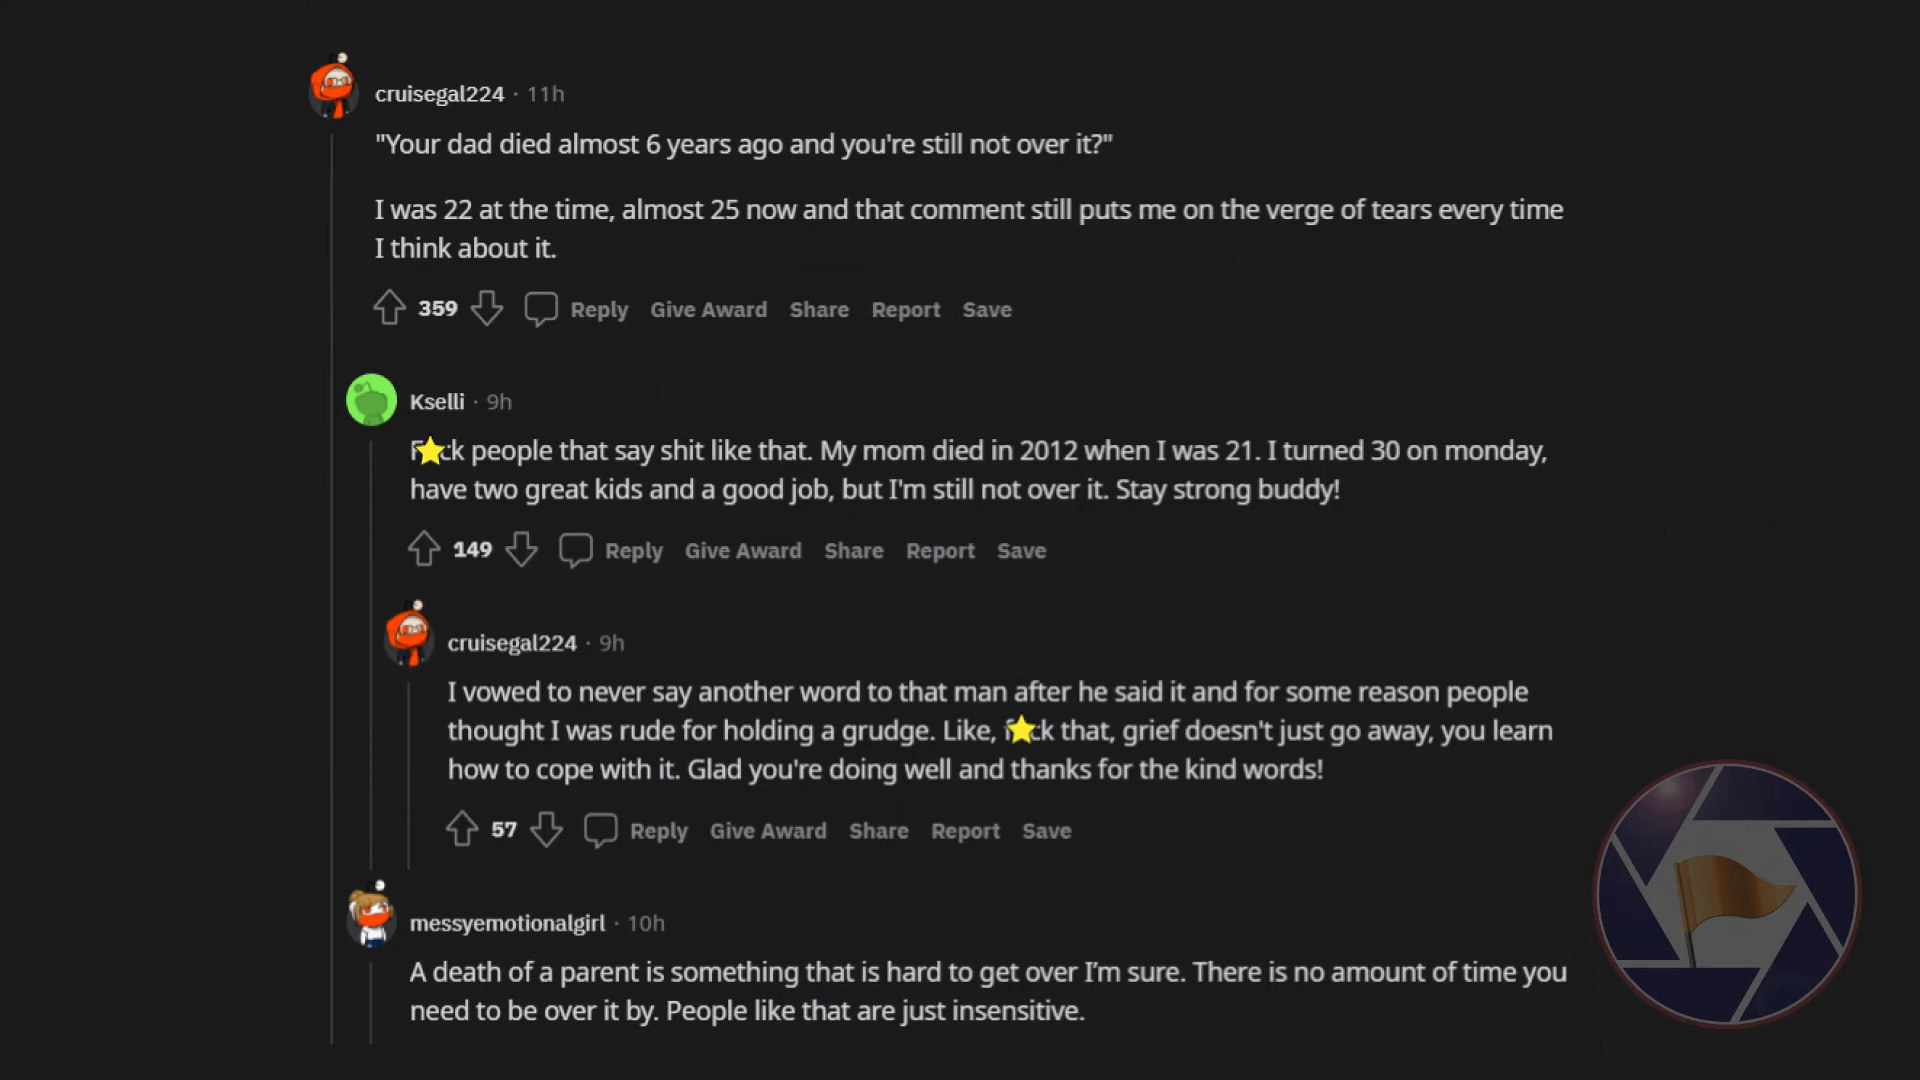 cruisegal224 · 11h
"Your dad died almost 6 years ago and you're still not over it?"
I was 22 at the time, almost 25 now and that comment still puts me on the verge of tears every time
I think about it.
359 Reply Give Award Share Report Save
Kselli · 9h
F⭐ck people that say shit like that. My mom died in 2012 when I was 21. I turned 30 on monday,
have two great kids and a good job, but I'm still not over it. Stay strong buddy!
149 Reply Give Award Share Report Save
cruisegal224 · 9h
I vowed to never say another word to that man after he said it and for some reason people
thought I was rude for holding a grudge. Like, f⭐ck that, grief doesn't just go away, you learn
how to cope with it. Glad you're doing well and thanks for the kind words!
57 Reply Give Award Share Report Save
messyemotionalgirl · 10h
A death of a parent is something that is hard to get over I'm sure. There is no amount of time you
need to be over it by. People like that are just insensitive.